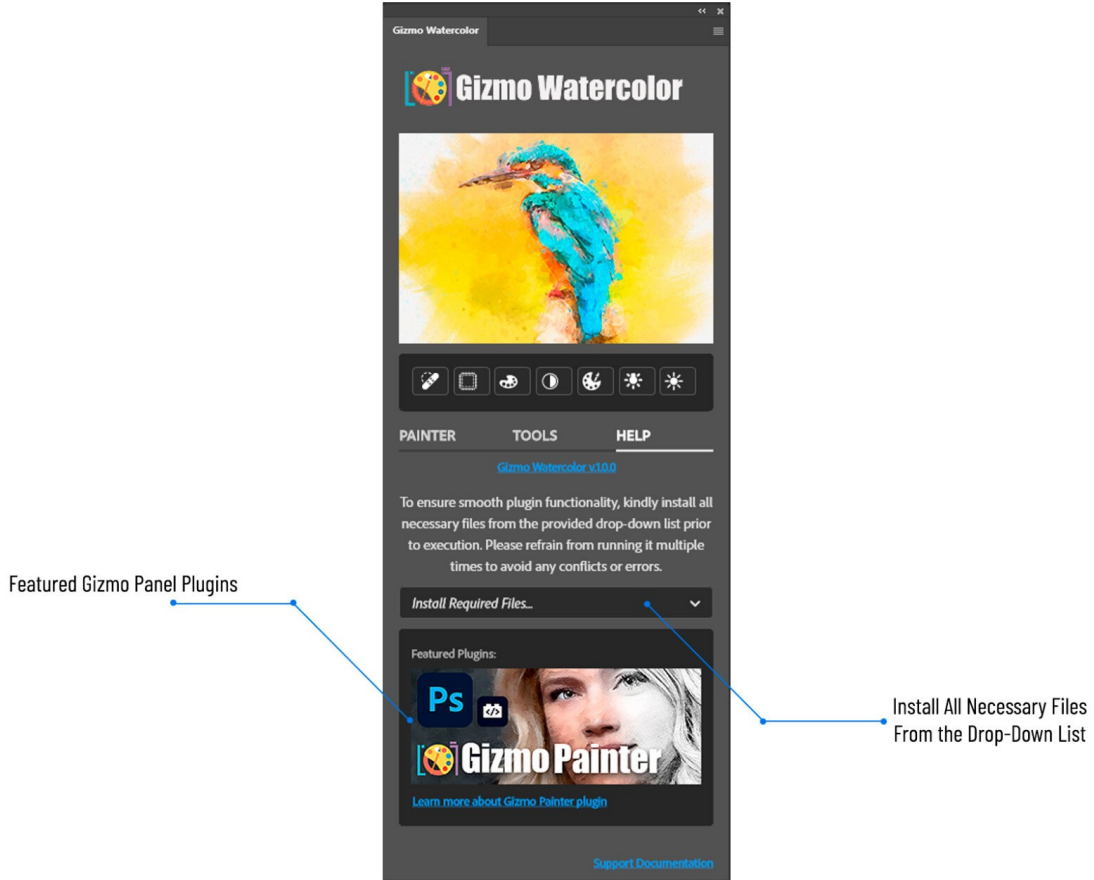 Gizmo Watercolor
Gizmo Watercolor
PAINTER TOOLS HELP
Gizmo Watercolor v.1.0.0
To ensure smooth plugin functionality, kindly install all
necessary files from the provided drop-down list prior
to execution. Please refrain from running it multiple
times to avoid any conflicts or errors.
Featured Gizmo Panel Plugins
Install Required Files...
Featured Plugins:
Ps
Gizmo Painter
Learn more about Gizmo Painter plugin
Install All Necessary Files
From the Drop-Down List
Support Documentation